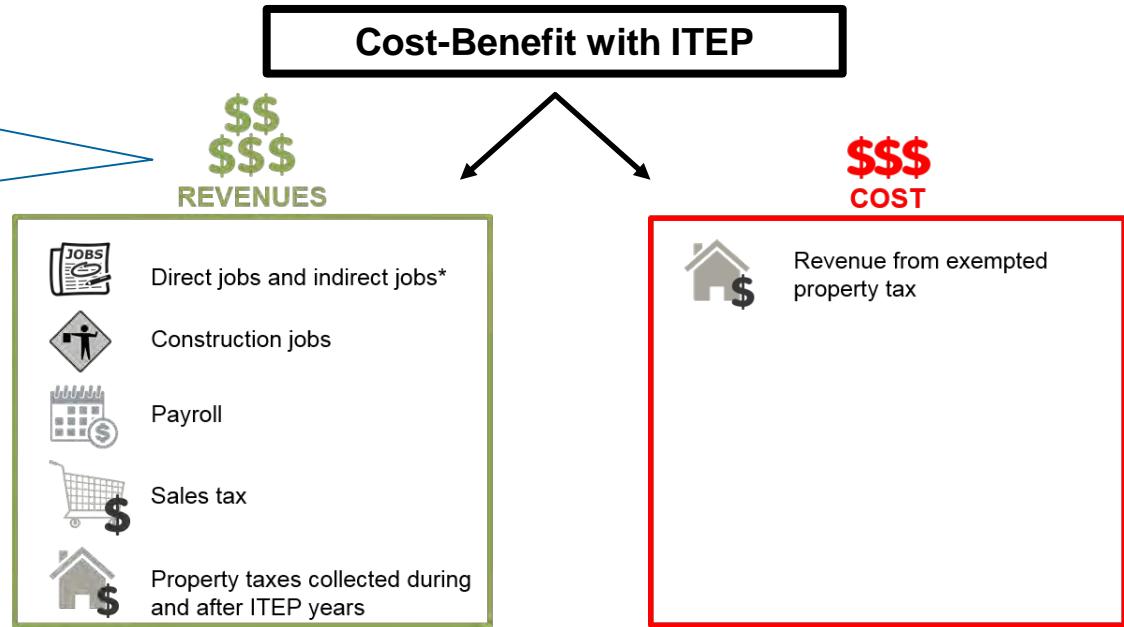 Cost-Benefit with ITEP
$$
$$$
REVENUES
JOBS
Direct jobs and indirect jobs*
Construction jobs
$
Payroll
$
Sales tax
$
Property taxes collected during
and after ITEP years
$$$
COST
$
Revenue from exempted
property tax